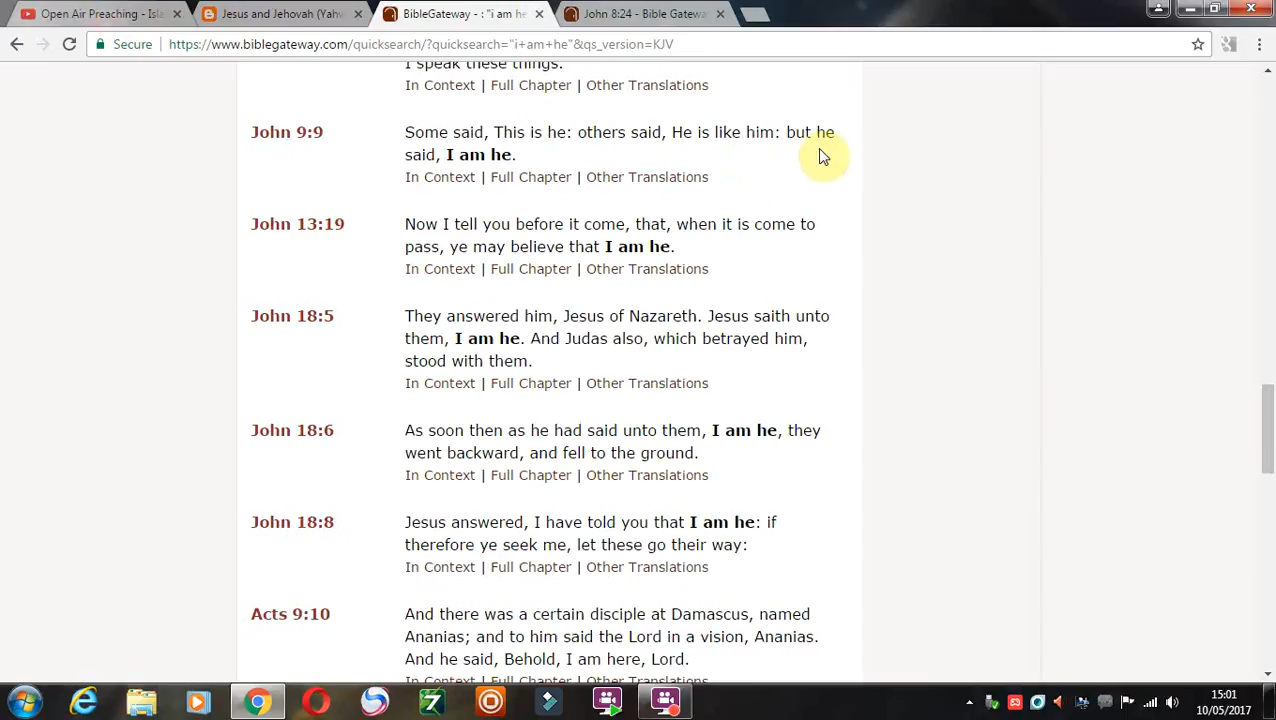 Open Air Preaching - Isla
Jesus and Jehovah (Yahw
BibleGateway - : "i am he
John 8:24 - Bible Gatewa
Secure
https://www.biblegateway.com/quicksearch/?quicksearch="i+am+he"&qs_version=KJV
I speak these things.
In Context | Full Chapter | Other Translations
John 9:9
Some said, This is he: others said, He is like him: but he
said, I am he.
In Context | Full Chapter | Other Translations
John 13:19
Now I tell you before it come, that, when it is come to
pass, ye may believe that I am he.
In Context | Full Chapter | Other Translations
John 18:5
They answered him, Jesus of Nazareth. Jesus saith unto
them, I am he. And Judas also, which betrayed him,
stood with them.
In Context | Full Chapter | Other Translations
John 18:6
As soon then as he had said unto them, I am he, they
went backward, and fell to the ground.
In Context | Full Chapter | Other Translations
John 18:8
Jesus answered, I have told you that I am he: if
therefore ye seek me, let these go their way:
In Context | Full Chapter | Other Translations
Acts 9:10
And there was a certain disciple at Damascus, named
Ananias; and to him said the Lord in a vision, Ananias.
And he said, Behold, I am here, Lord.
In Context | Full Chapter | Other Translations
15:01
10/05/2017